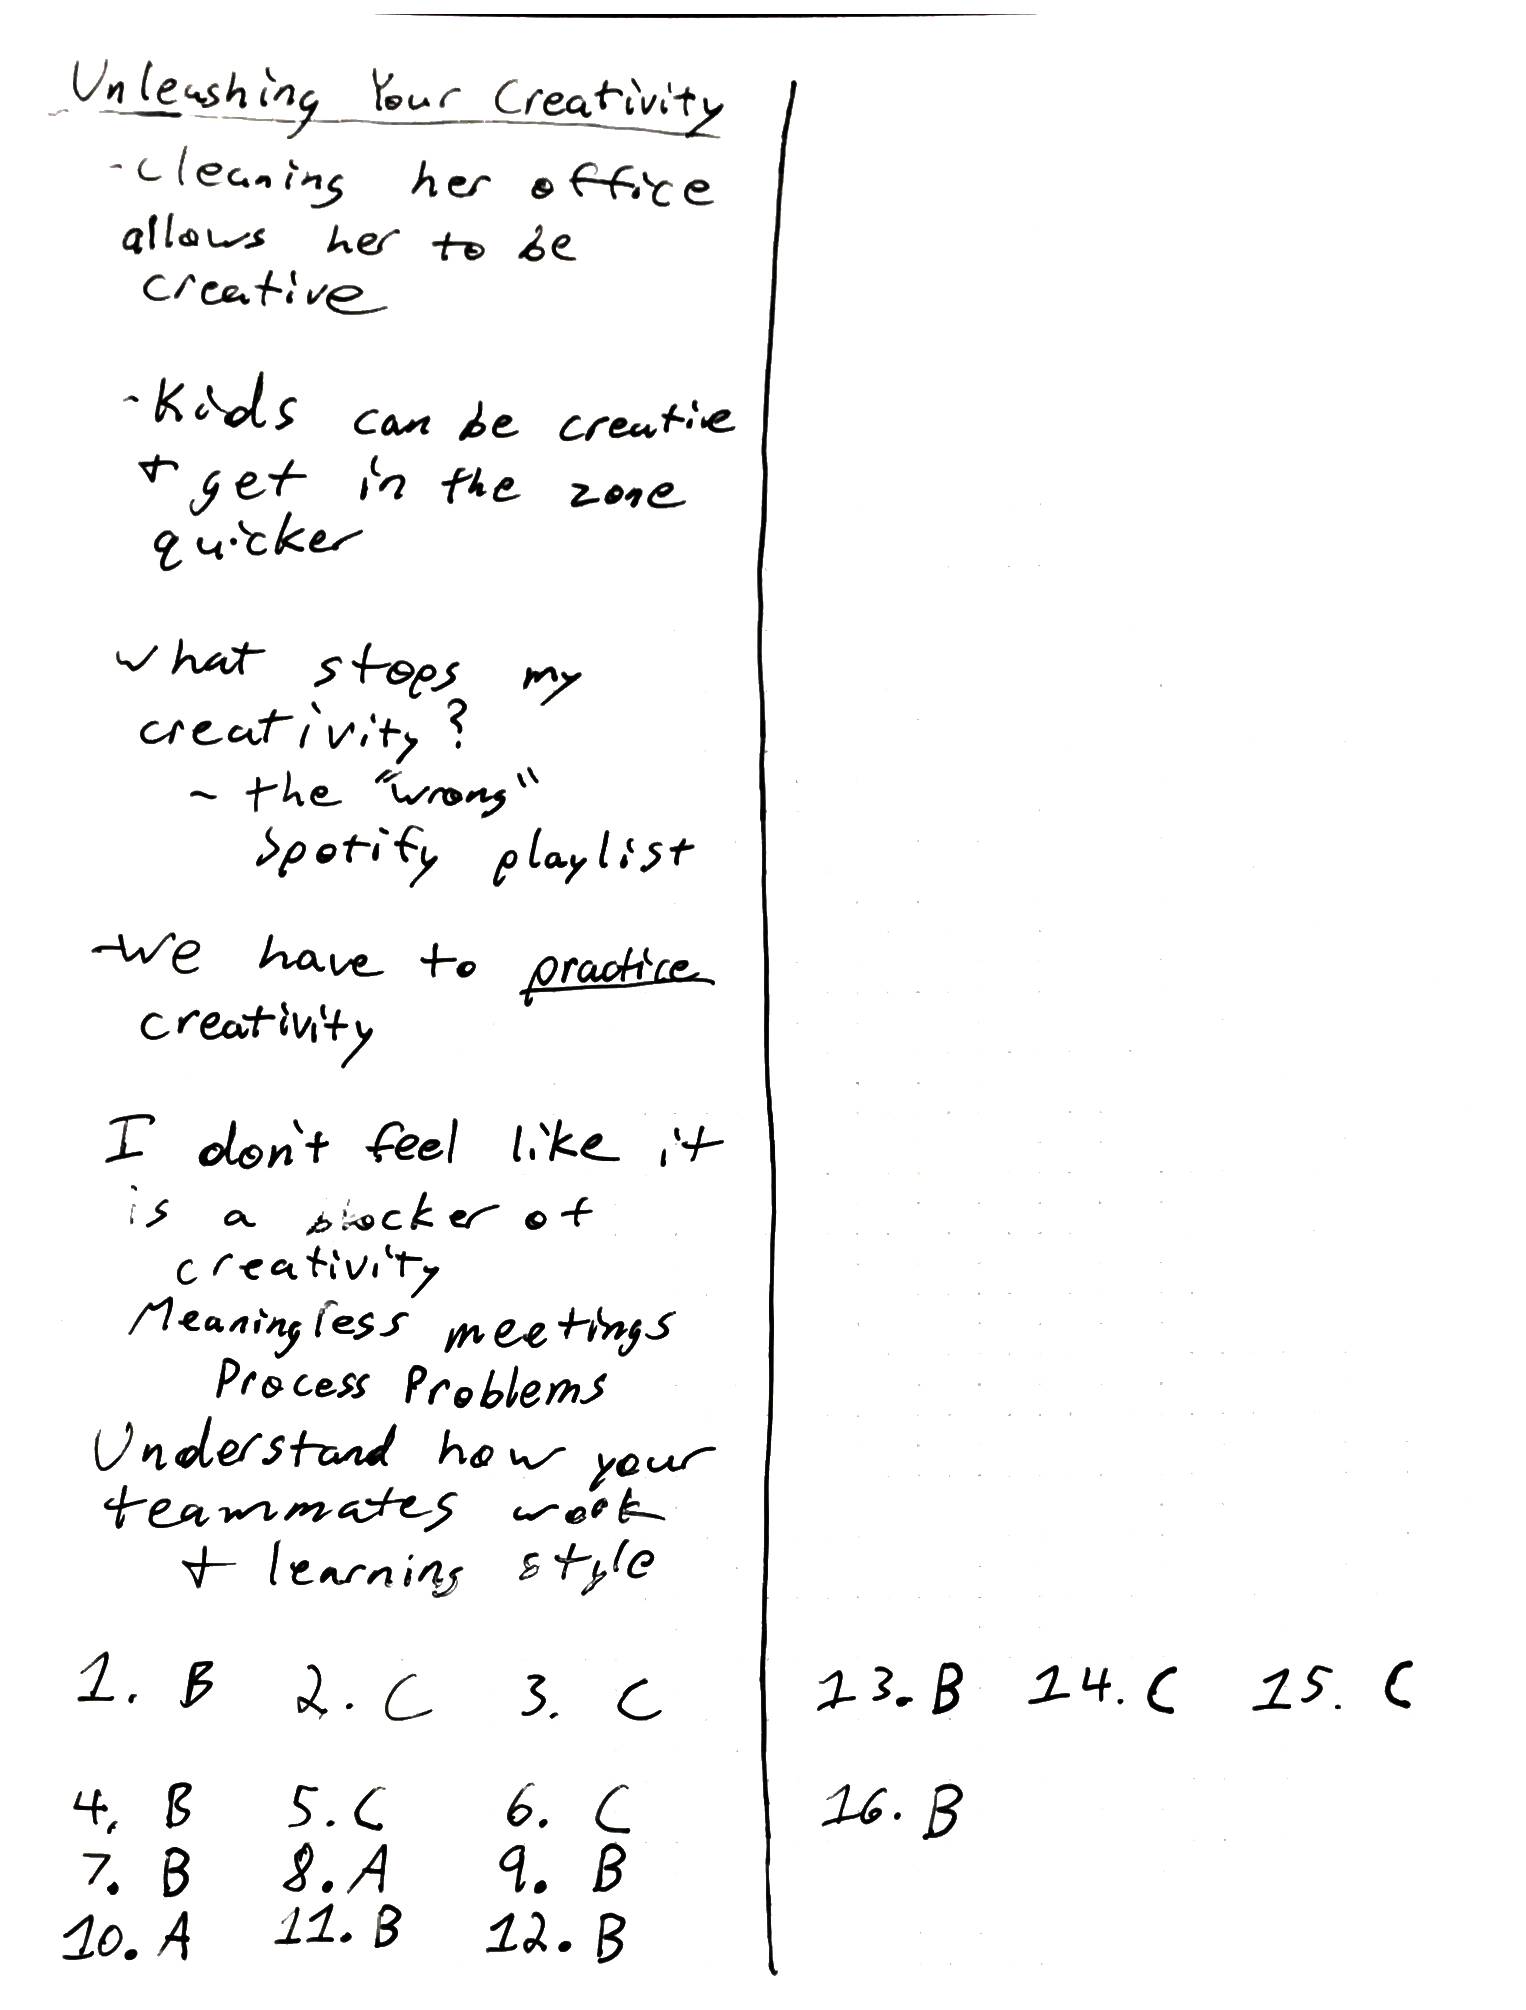 Unleashing Your Creativity
-Cleaning her office
allows her to be
creative
-Kids can be creative
+ get in the zone
quicker
What stops my
creativity?
- the "wrong"
Spotify playlist
-We have to practice
creativity
I don't feel like it
is a blocker of
creativity
Meaningless meetings
Process Problems
Understand how your
teammates work
+ learning style
1. B 2. C 3. C
4. B 5. C 6. C
7. B 8. A 9. B
10. A 11. B 12. B
13. B 14. C 15. C
16. B